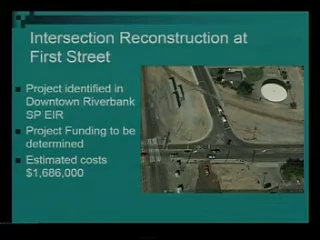 Intersection Reconstruction at
First Street
Project identified in
Downtown Riverbank
SP EIR
Project Funding to be
determined
Estimated costs
$1,686,000